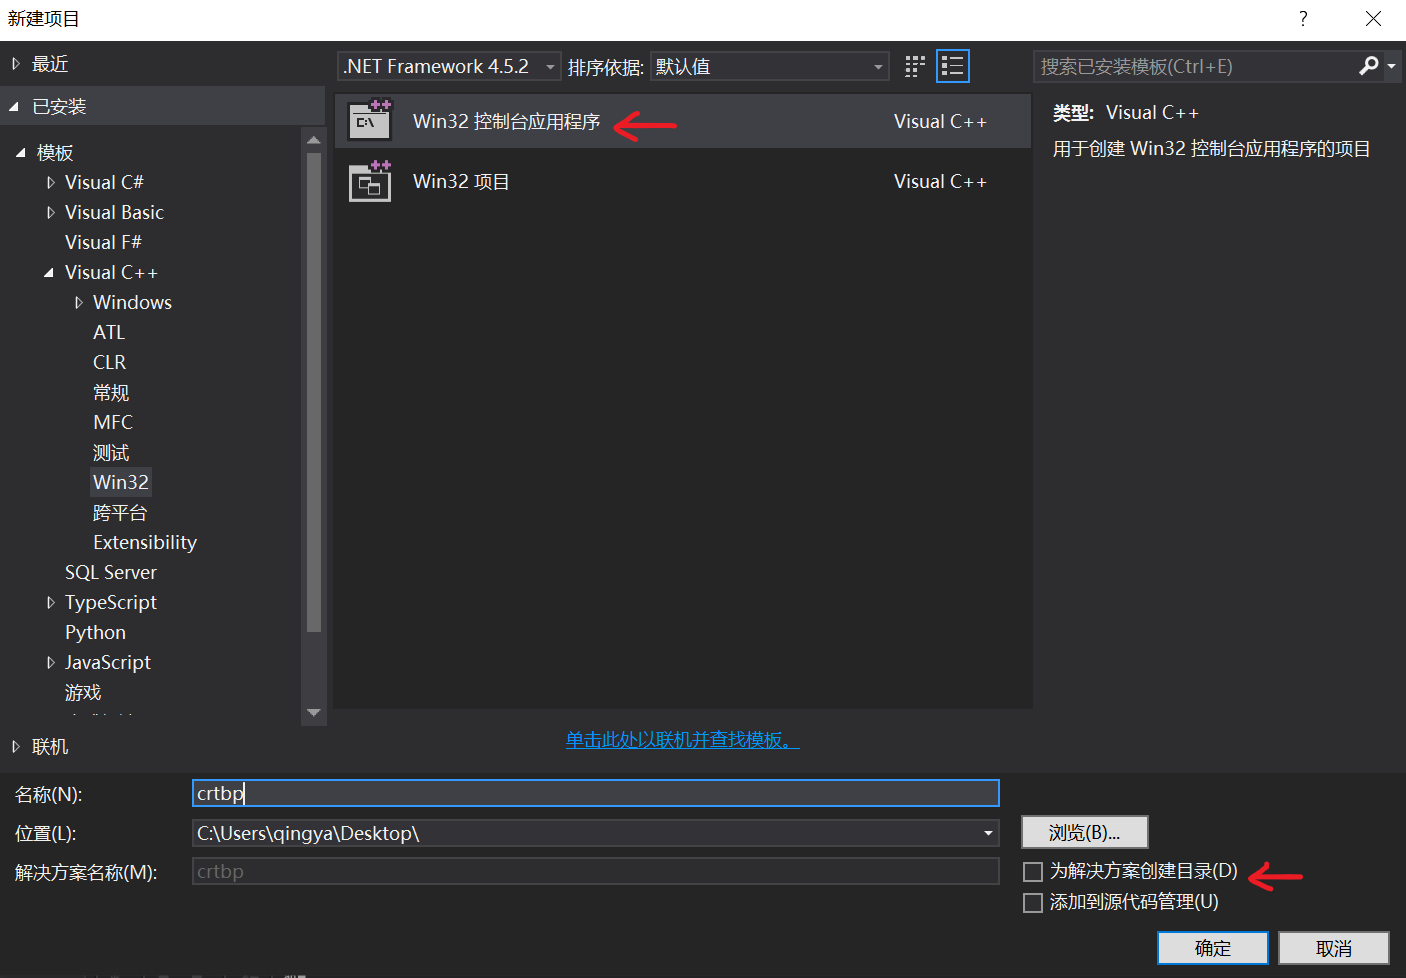 新建项目
?
最近
.NET Framework 4.5.2
排序依据:
默认值
搜索已安装模板(Ctrl+E)
已安装
模板
Visual C#
Visual Basic
Visual F#
Visual C++
Windows
ATL
CLR
常规
MFC
测试
Win32
跨平台
Extensibility
SQL Server
TypeScript
Python
JavaScript
游戏
联机
C:\
Win32 控制台应用程序
Visual C++
Win32 项目
Visual C++
类型: Visual C++
用于创建 Win32 控制台应用程序的项目
单击此处以联机并查找模板。
名称(N):
crtbp
位置(L):
C:\Users\qingya\Desktop\
浏览(B)...
解决方案名称(M):
crtbp
为解决方案创建目录(D)
添加到源代码管理(U)
确定
取消